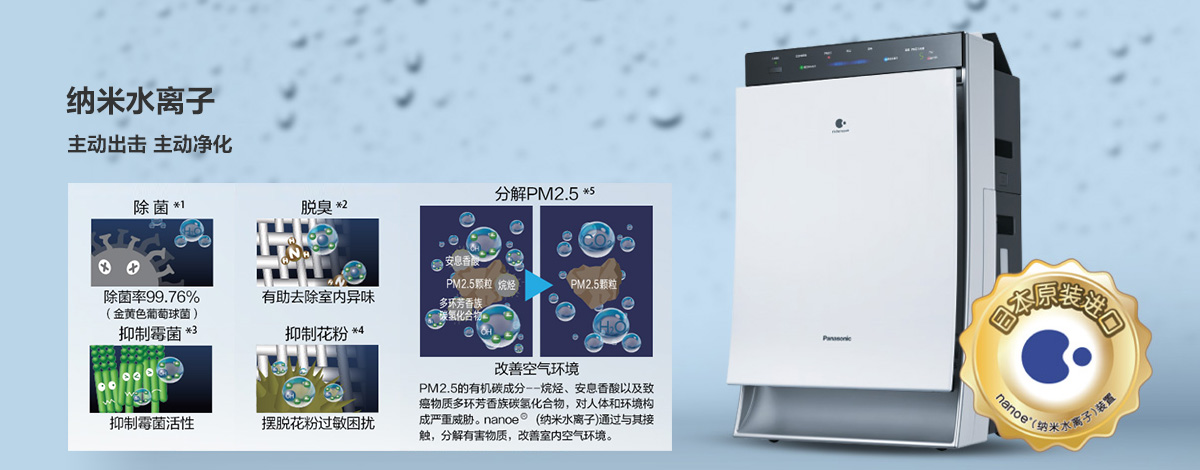 纳米水离子
主动出击 主动净化
除菌 *1
除菌率99.76%
（金黄色葡萄球菌）
脱臭 *2
有助去除室内异味
抑制霉菌 *3
抑制霉菌活性
抑制花粉 *4
摆脱花粉过敏困扰
分解PM2.5 *5
OH
安息香酸
PM2.5颗粒 烷烃
多环芳香族
碳氢化合物
OH
CO₂
PM2.5颗粒
H₂O
改善空气环境
PM2.5的有机碳成分--烷烃、安息香酸以及致
癌物质多环芳香族碳氢化合物，对人体和环境构
成严重威胁。nanoe®（纳米水离子)通过与其接
触，分解有害物质，改善室内空气环境。
Panasonic
日本原装进口
nanoe®(纳米水离子)装置